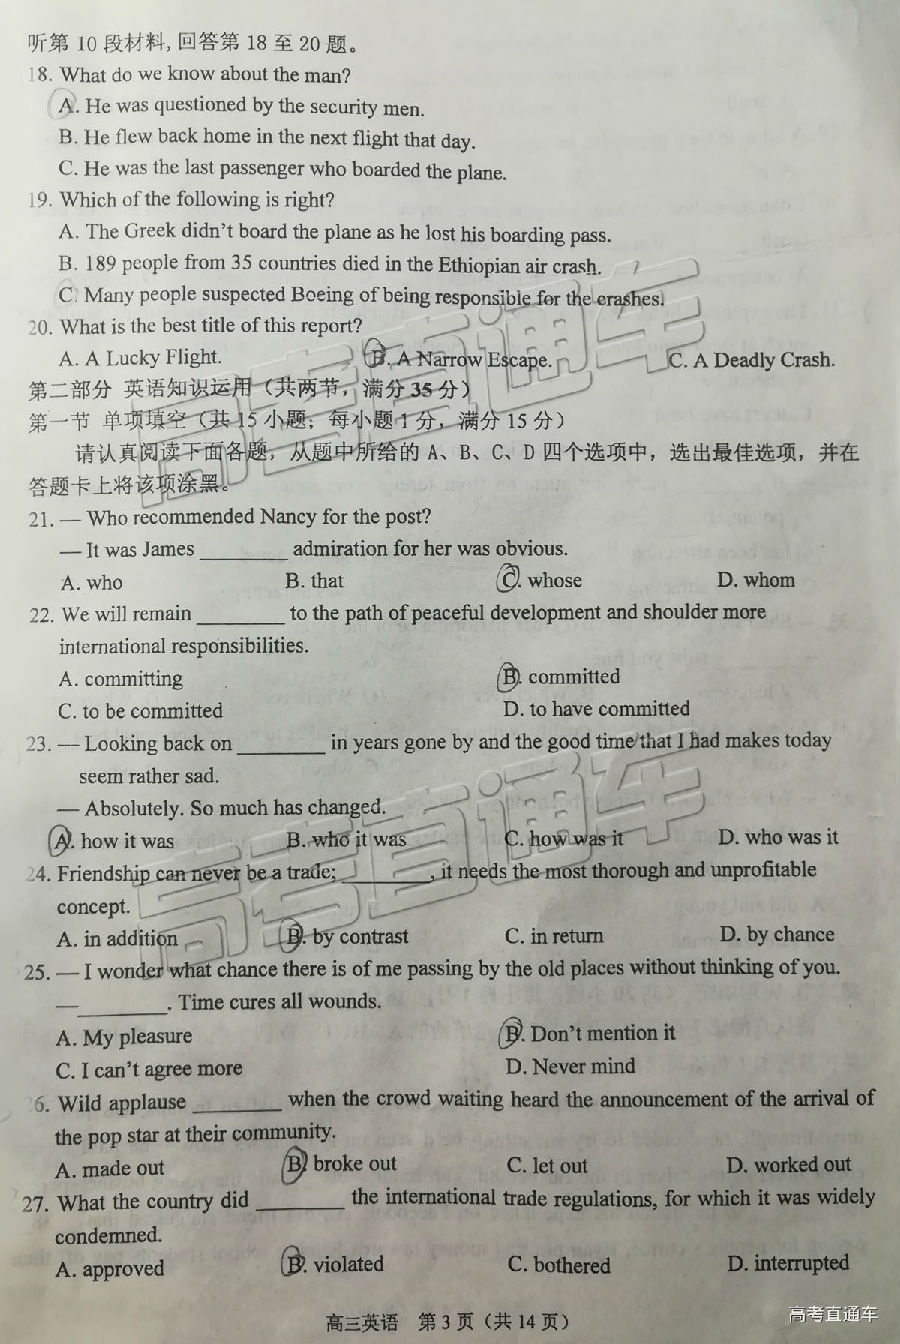 听第 10 段材料，回答第 18 至 20 题。
18. What do we know about the man?
A. He was questioned by the security men.
B. He flew back home in the next flight that day.
C. He was the last passenger who boarded the plane.
19. Which of the following is right?
A. The Greek didn't board the plane as he lost his boarding pass.
B. 189 people from 35 countries died in the Ethiopian air crash.
C. Many people suspected Boeing of being responsible for the crashes.
20. What is the best title of this report?
A. A Lucky Flight. B. A Narrow Escape. C. A Deadly Crash.
第二部分 英语知识运用（共两节，满分 35 分）
第一节 单项填空（共 15 小题；每小题 1 分，满分 15 分）
请认真阅读下面各题，从题中所给的 A、B、C、D 四个选项中，选出最佳选项，并在
答题卡上将该项涂黑。
21. — Who recommended Nancy for the post?
— It was James ________ admiration for her was obvious.
A. who B. that C. whose D. whom
22. We will remain ________ to the path of peaceful development and shoulder more
international responsibilities.
A. committing B. committed
C. to be committed D. to have committed
23. — Looking back on ________ in years gone by and the good time that I had makes today
seem rather sad.
— Absolutely. So much has changed.
A. how it was B. who it was C. how was it D. who was it
24. Friendship can never be a trade; ________, it needs the most thorough and unprofitable
concept.
A. in addition B. by contrast C. in return D. by chance
25. — I wonder what chance there is of me passing by the old places without thinking of you.
—________. Time cures all wounds.
A. My pleasure B. Don't mention it
C. I can't agree more D. Never mind
26. Wild applause ________ when the crowd waiting heard the announcement of the arrival of
the pop star at their community.
A. made out B. broke out C. let out D. worked out
27. What the country did ________ the international trade regulations, for which it was widely
condemned.
A. approved B. violated C. bothered D. interrupted
高三英语 第 3 页（共 14 页）
高考直通车
高考直通车
高考直通车